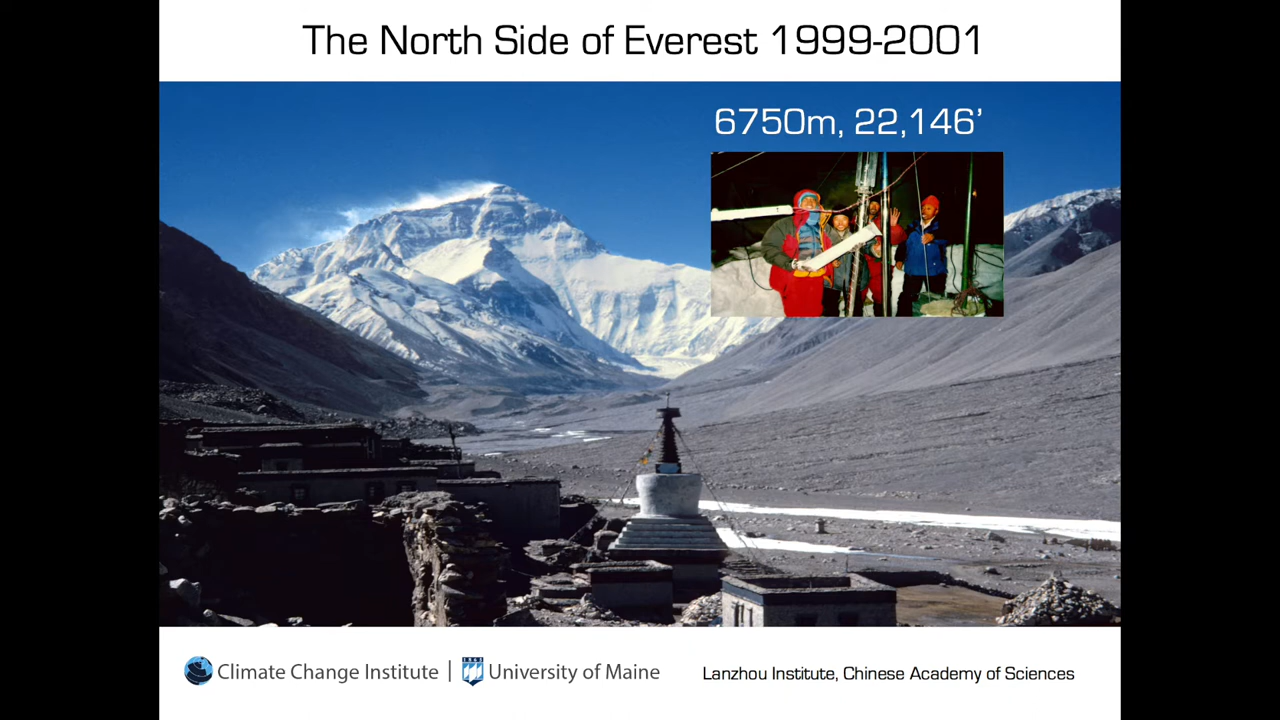 The North Side of Everest 1999-2001
6750m, 22,146'
Climate Change Institute | University of Maine
Lanzhou Institute, Chinese Academy of Sciences